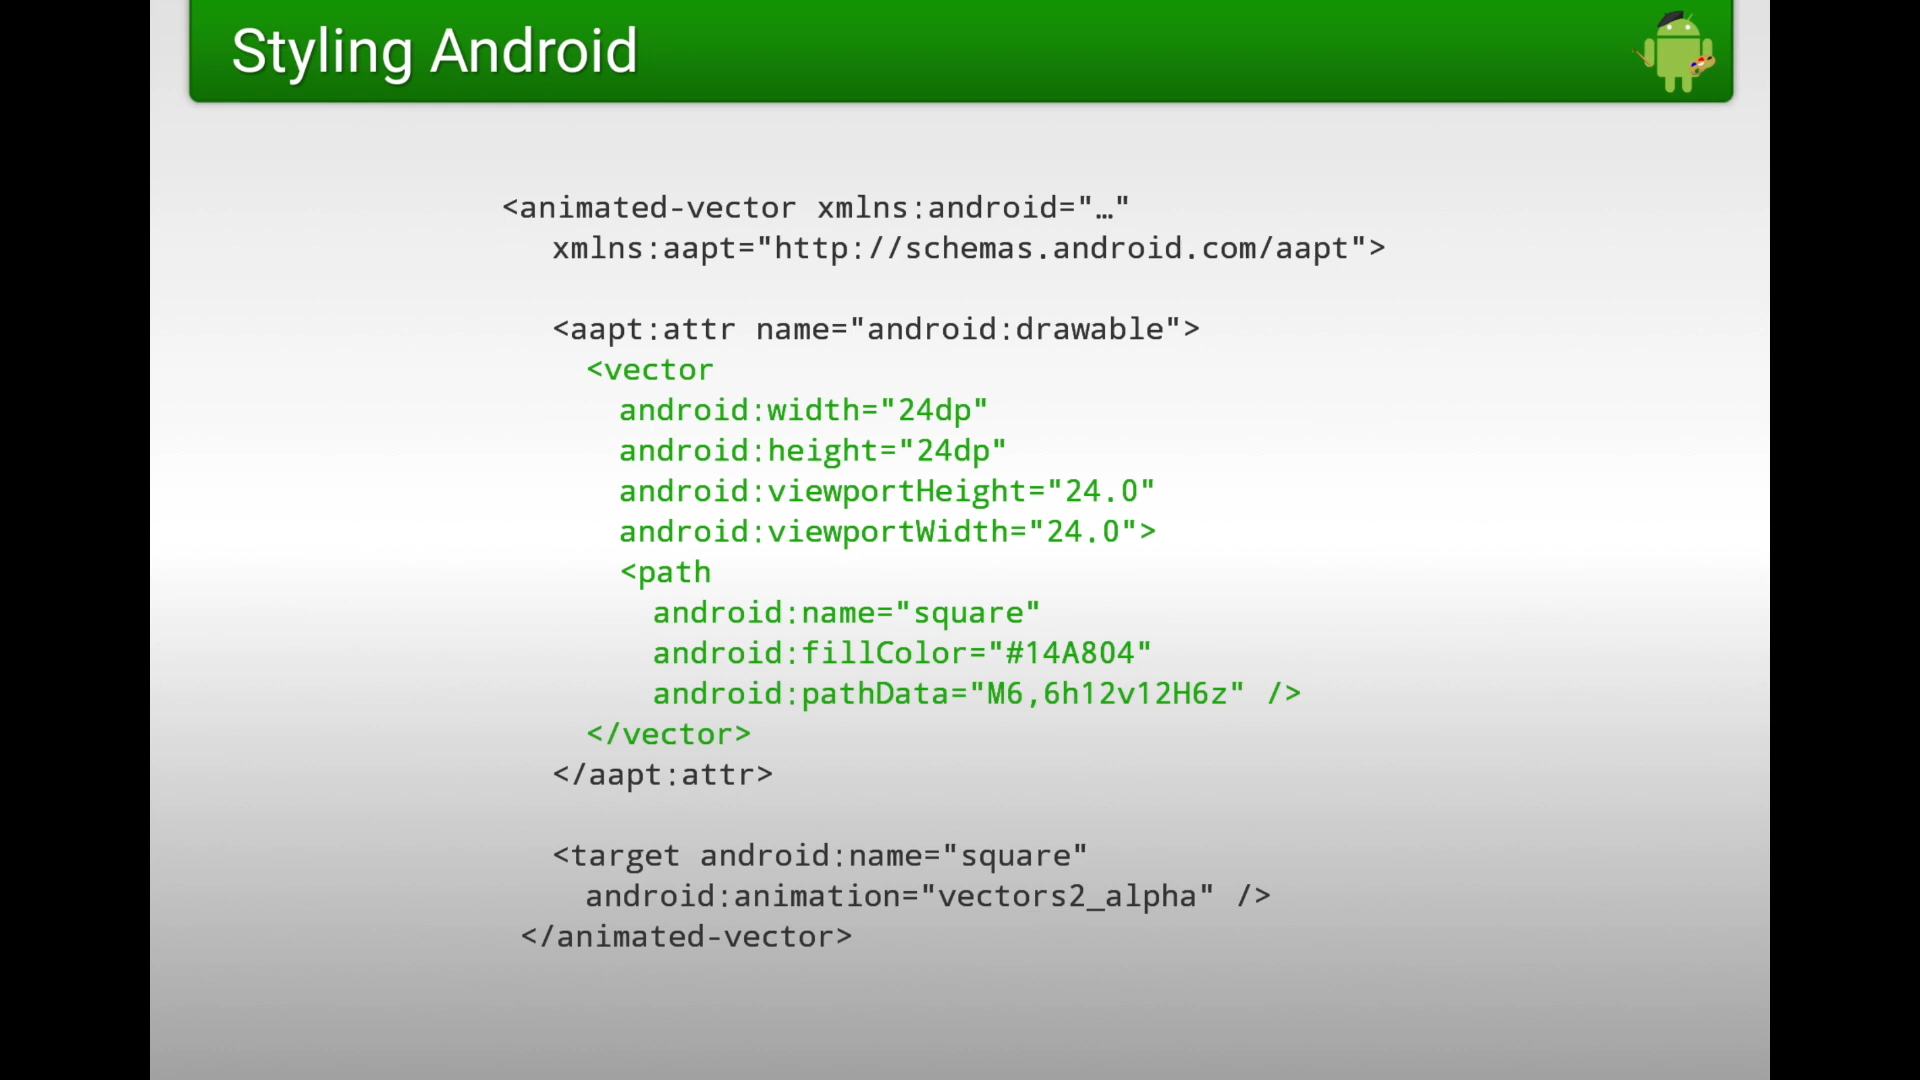 Styling Android
<animated-vector xmlns:android="…"
xmlns:aapt="http://schemas.android.com/aapt">
<aapt:attr name="android:drawable">
<vector
android:width="24dp"
android:height="24dp"
android:viewportHeight="24.0"
android:viewportWidth="24.0">
<path
android:name="square"
android:fillColor="#14A804"
android:pathData="M6,6h12v12H6z" />
</vector>
</aapt:attr>
<target android:name="square"
android:animation="vectors2_alpha" />
</animated-vector>